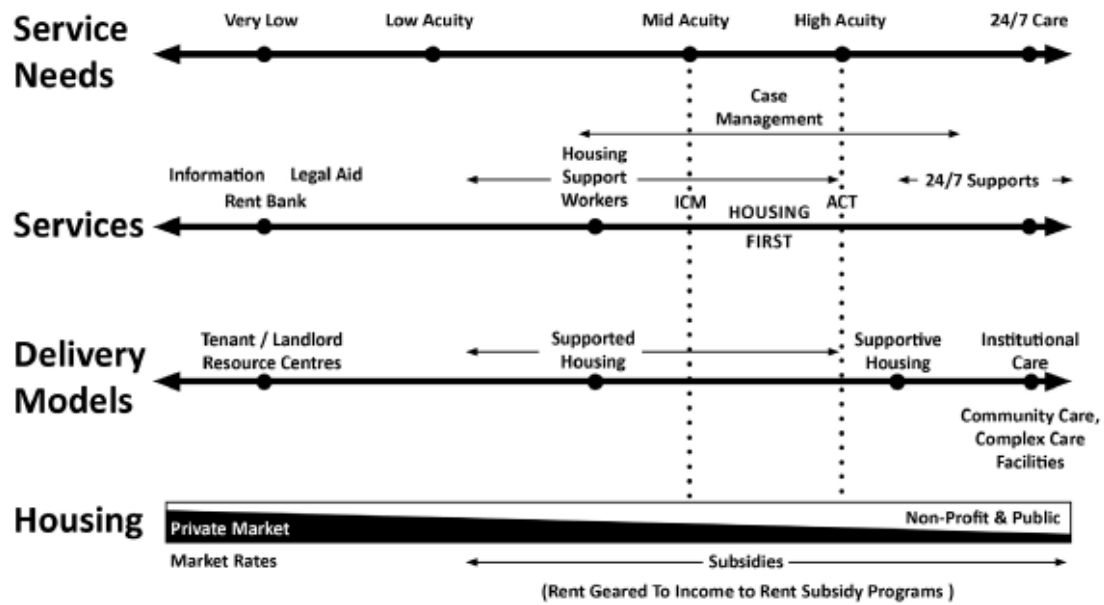 Service
Needs
Very Low
Low Acuity
Mid Acuity
High Acuity
24/7 Care
Case
Management
Services
Information
Legal Aid
Rent Bank
Housing
Support
Workers
ICM
HOUSING
FIRST
ACT
24/7 Supports
Delivery
Models
Tenant / Landlord
Resource Centres
Supported
Housing
Supportive
Housing
Institutional
Care
Community Care,
Complex Care
Facilities
Housing
Private Market
Non-Profit & Public
Market Rates
Subsidies
(Rent Geared To Income to Rent Subsidy Programs )